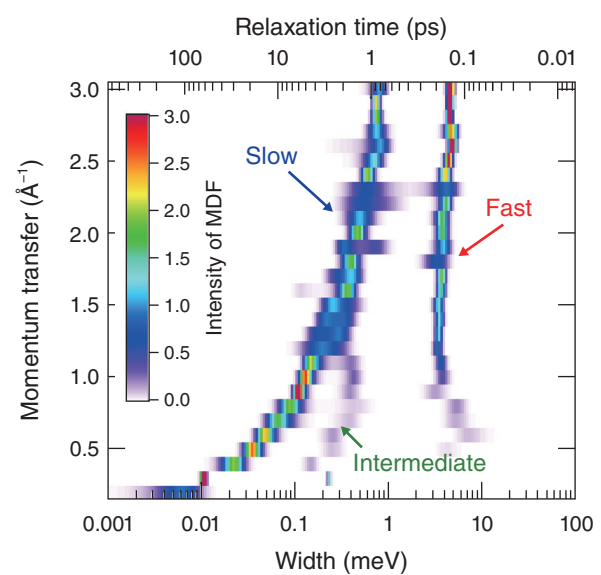 Relaxation time (ps)
100 10 1 0.1 0.01
Momentum transfer (Å⁻¹)
3.0
2.5
2.0
1.5
1.0
0.5
3.0
2.5
2.0
1.5
1.0
0.5
0.0
Intensity of MDF
Slow
Fast
Intermediate
0.001 0.01 0.1 1 10 100
Width (meV)